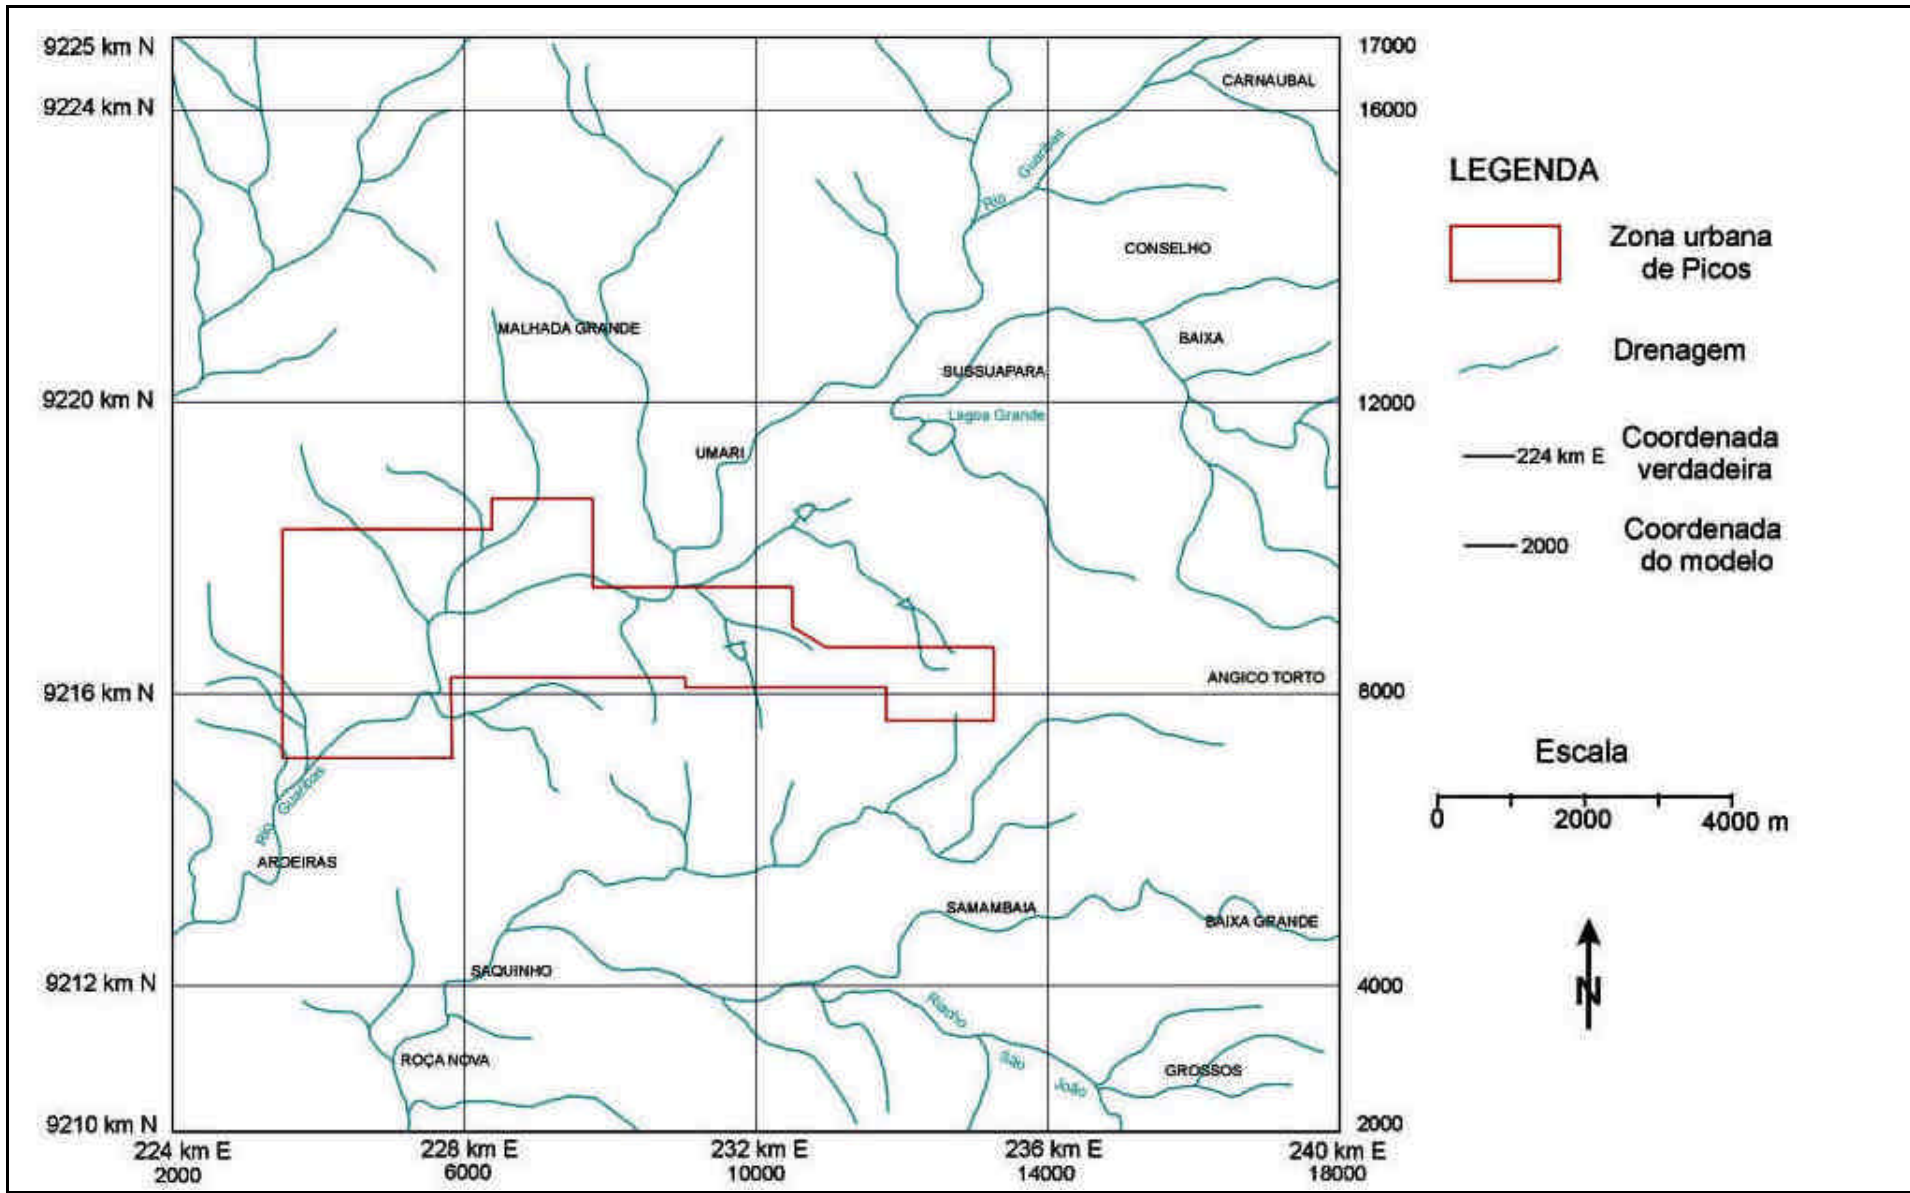 9225 km N
17000
CARNAUBAL
9224 km N
16000
Rio Guaribas
LEGENDA
Zona urbana
de Picos
CONSELHO
MALHADA GRANDE
BAIXA
Drenagem
SUSSUAPARA
9220 km N
12000
Lagoa Grande
UMARI
224 km E
Coordenada
verdadeira
2000
Coordenada
do modelo
ANGICO TORTO
9216 km N
8000
Escala
0
2000
4000 m
Rio Guaribas
AROEIRAS
SAMAMBAIA
BAIXA GRANDE
SAQUINHO
9212 km N
4000
N
Riacho São João
ROÇA NOVA
GROSSOS
9210 km N
2000
224 km E
228 km E
232 km E
236 km E
240 km E
2000
6000
10000
14000
18000